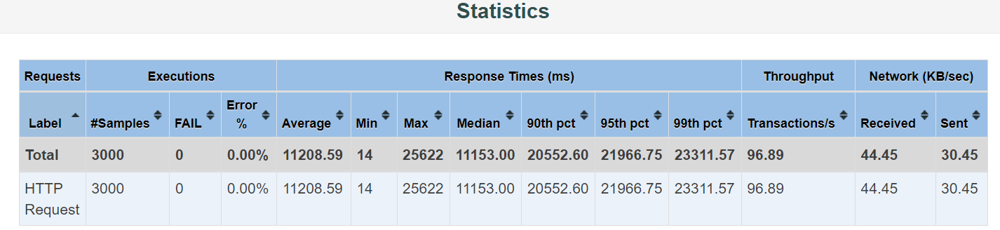 Statistics
Requests Executions Response Times (ms) Throughput Network (KB/sec)
Label #Samples FAIL Error % Average Min Max Median 90th pct 95th pct 99th pct Transactions/s Received Sent
Total 3000 0 0.00% 11208.59 14 25622 11153.00 20552.60 21966.75 23311.57 96.89 44.45 30.45
HTTP Request 3000 0 0.00% 11208.59 14 25622 11153.00 20552.60 21966.75 23311.57 96.89 44.45 30.45